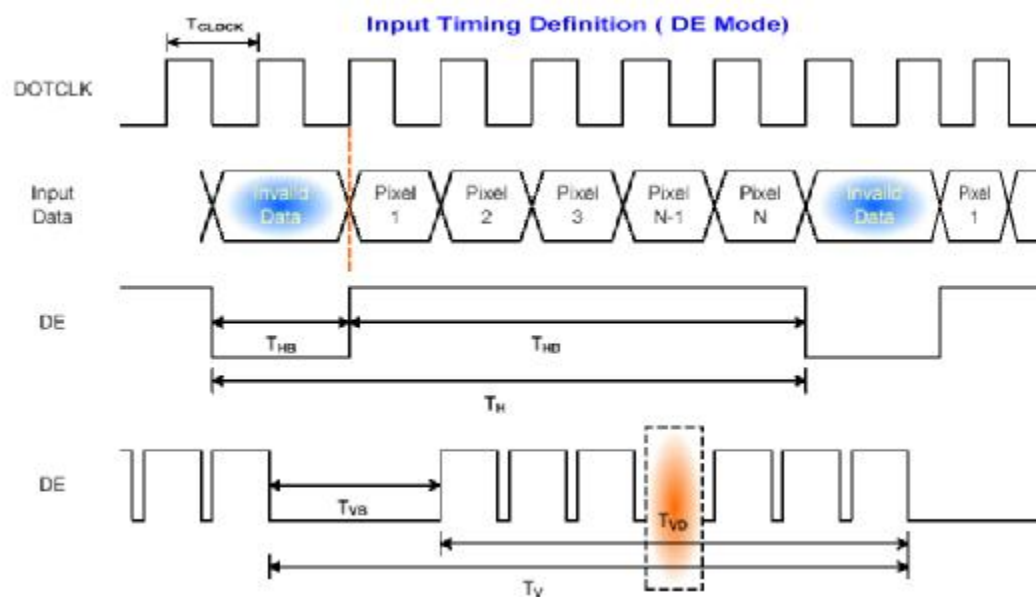 Input Timing Definition ( DE Mode)
TCLOCK
DOTCLK
Input Data
Invalid Data
Pixel 1
Pixel 2
Pixel 3
Pixel N-1
Pixel N
Invalid Data
Pixel 1
DE
THB
THD
TH
DE
TVB
TVD
TV